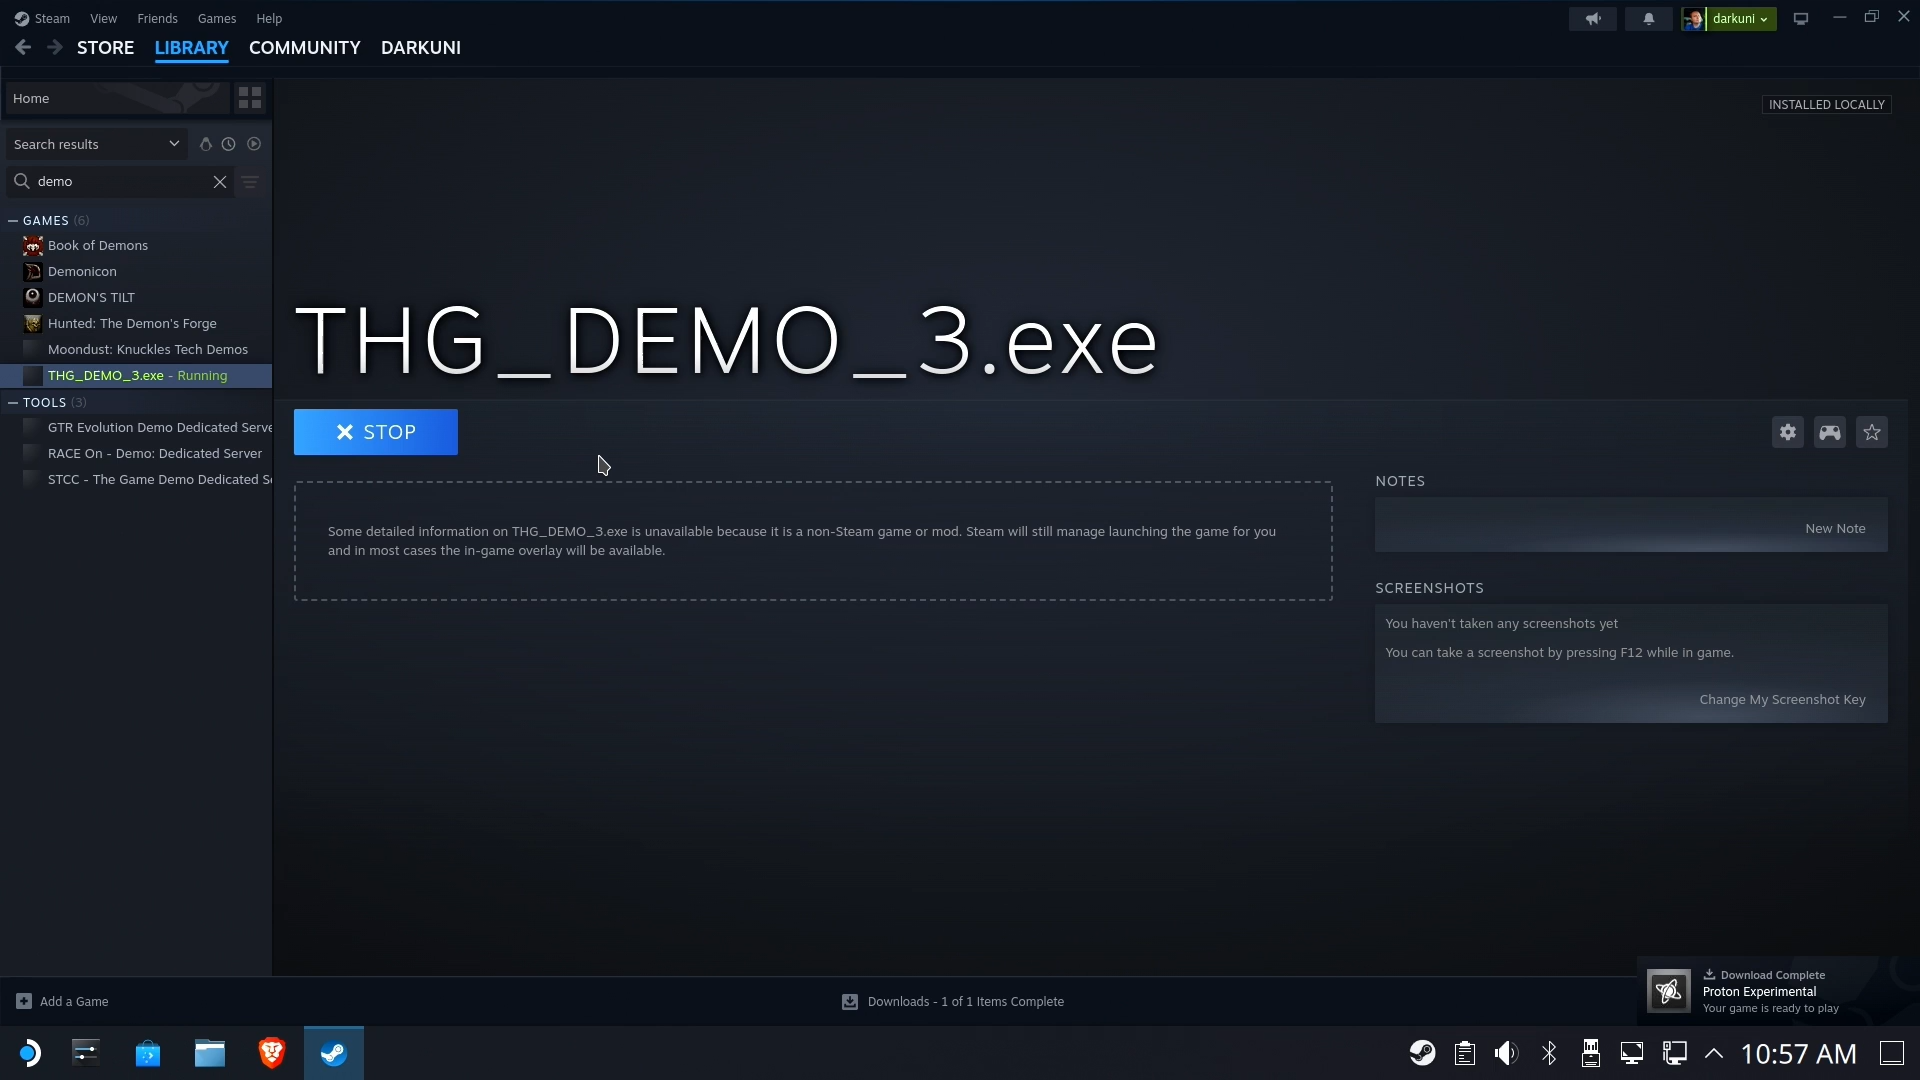 Steam View Friends Games Help
darkuni
STORE LIBRARY COMMUNITY DARKUNI
Home
INSTALLED LOCALLY
Search results
demo
GAMES (6)
Book of Demons
Demonicon
DEMON'S TILT
Hunted: The Demon's Forge
Moondust: Knuckles Tech Demos
THG_DEMO_3.exe - Running
TOOLS (3)
GTR Evolution Demo Dedicated Serve
RACE On - Demo: Dedicated Server
STCC - The Game Demo Dedicated Se
THG_DEMO_3.exe
STOP
Some detailed information on THG_DEMO_3.exe is unavailable because it is a non-Steam game or mod. Steam will still manage launching the game for you
and in most cases the in-game overlay will be available.
NOTES
New Note
SCREENSHOTS
You haven't taken any screenshots yet
You can take a screenshot by pressing F12 while in game.
Change My Screenshot Key
Add a Game
Downloads - 1 of 1 Items Complete
Download Complete
Proton Experimental
Your game is ready to play
10:57 AM